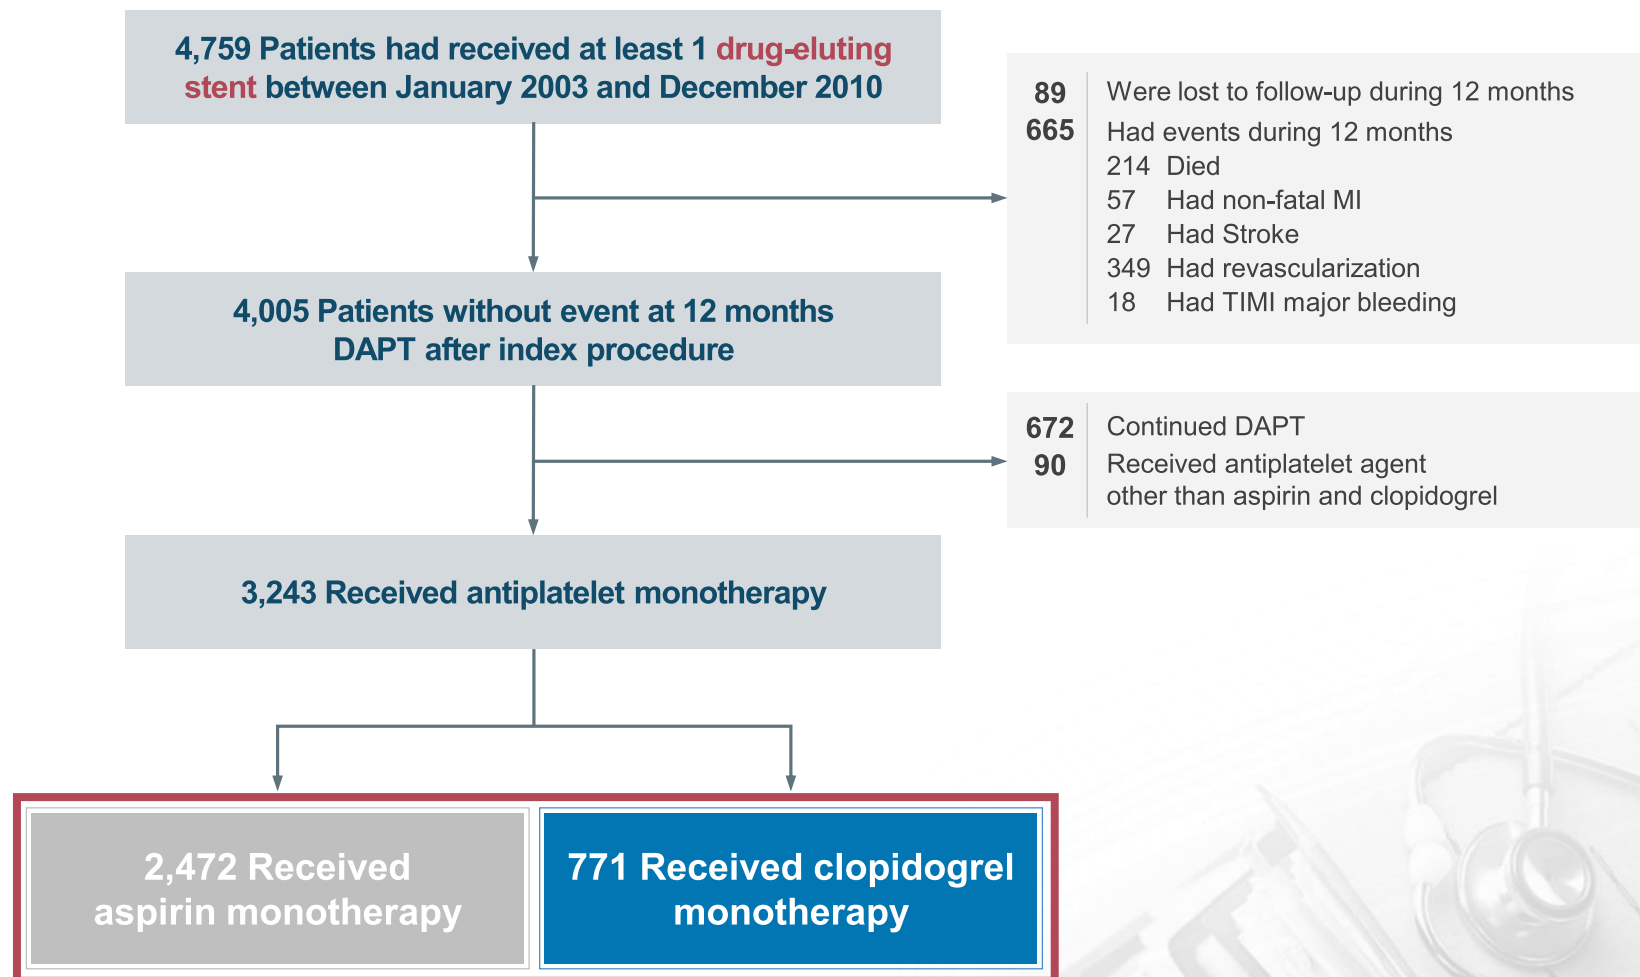 4,759 Patients had received at least 1 drug-eluting
stent between January 2003 and December 2010
89 Were lost to follow-up during 12 months
665 Had events during 12 months
214 Died
57 Had non-fatal MI
27 Had Stroke
349 Had revascularization
18 Had TIMI major bleeding
4,005 Patients without event at 12 months
DAPT after index procedure
672 Continued DAPT
90 Received antiplatelet agent
other than aspirin and clopidogrel
3,243 Received antiplatelet monotherapy
2,472 Received
aspirin monotherapy
771 Received clopidogrel
monotherapy